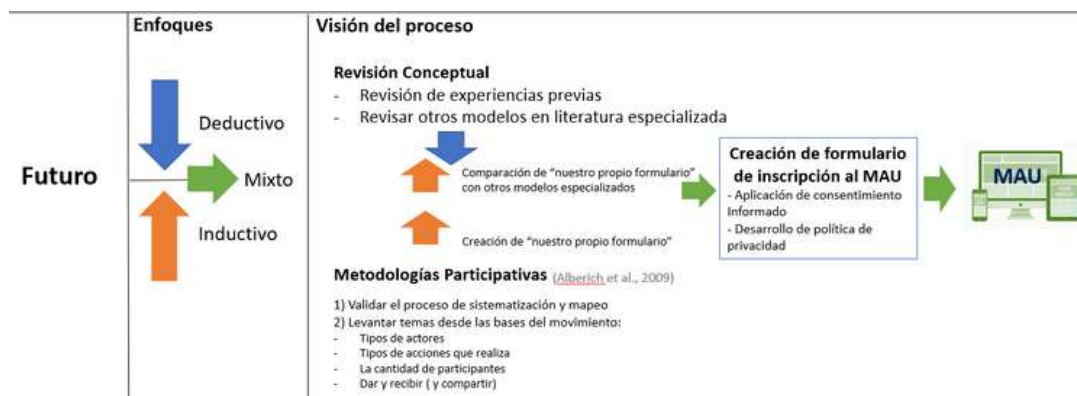 Futuro
Enfoques
Deductivo
Mixto
Inductivo
Visión del proceso
Revisión Conceptual
- Revisión de experiencias previas
- Revisar otros modelos en literatura especializada
Comparación de “nuestro propio formulario”
con otros modelos especializados
Creación de “nuestro propio formulario”
Metodologías Participativas (Alberich et al., 2009)
1) Validar el proceso de sistematización y mapeo
2) Levantar temas desde las bases del movimiento:
- Tipos de actores
- Tipos de acciones que realiza
- La cantidad de participantes
- Dar y recibir ( y compartir)
Creación de formulario
de inscripción al MAU
- Aplicación de consentimiento
Informado
- Desarrollo de política de
privacidad
MAU